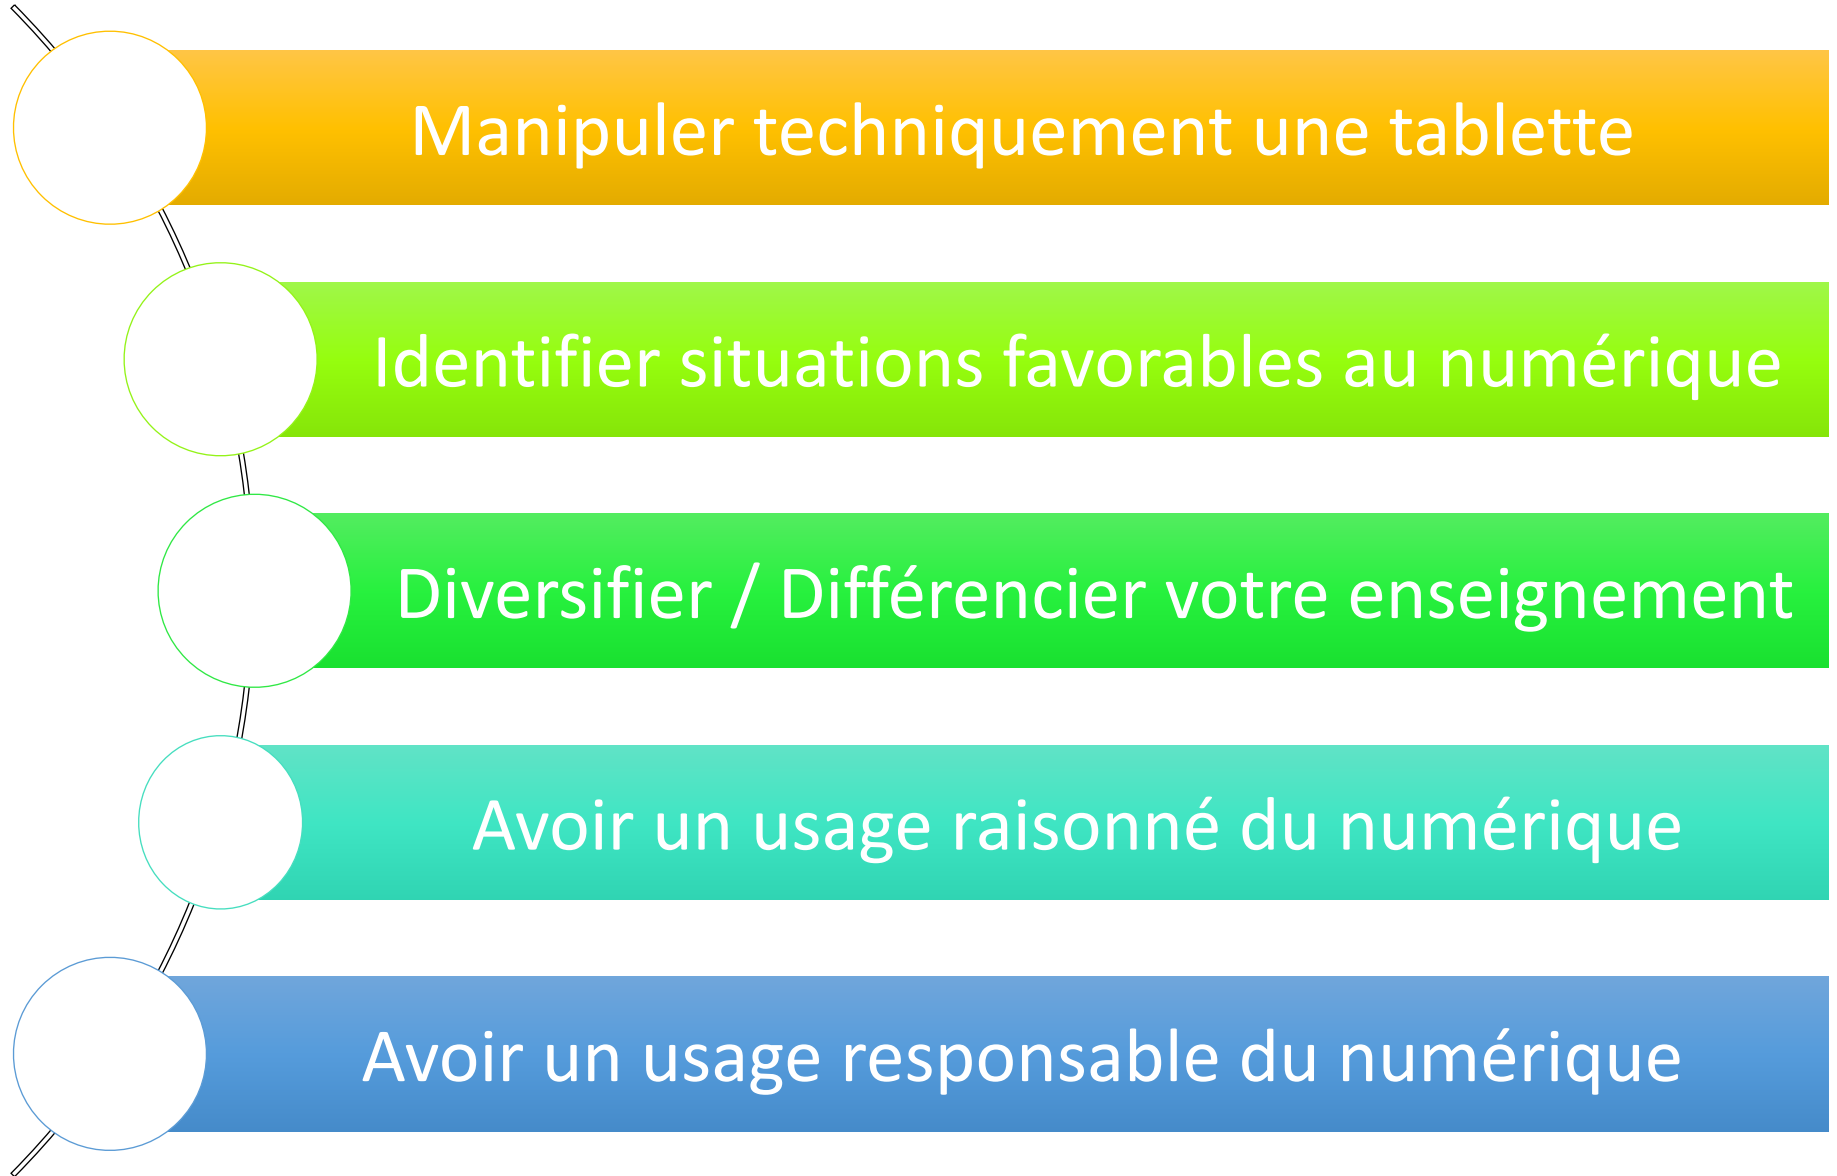 Manipuler techniquement une tablette
Identifier situations favorables au numérique
Diversifier / Différencier votre enseignement
Avoir un usage raisonné du numérique
Avoir un usage responsable du numérique